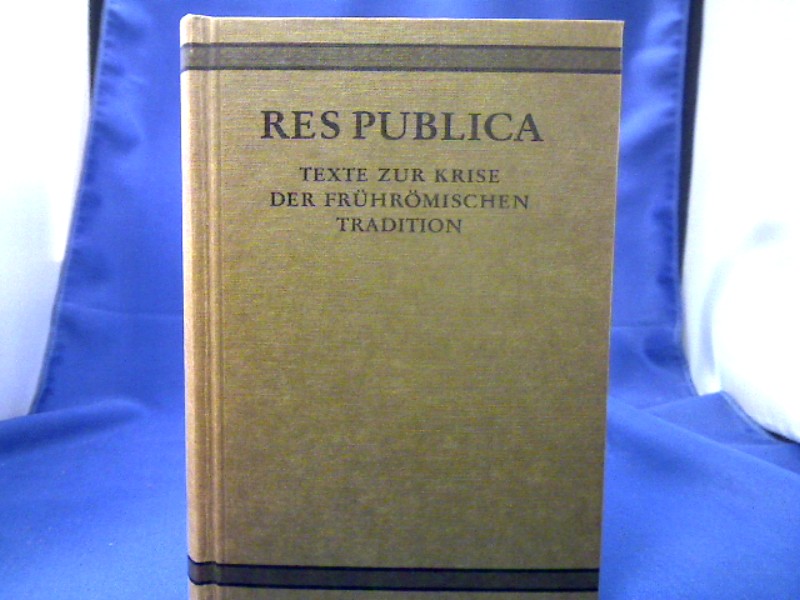 RES PUBLICA
TEXTE ZUR KRISE
DER FRÜHRÖMISCHEN
TRADITION